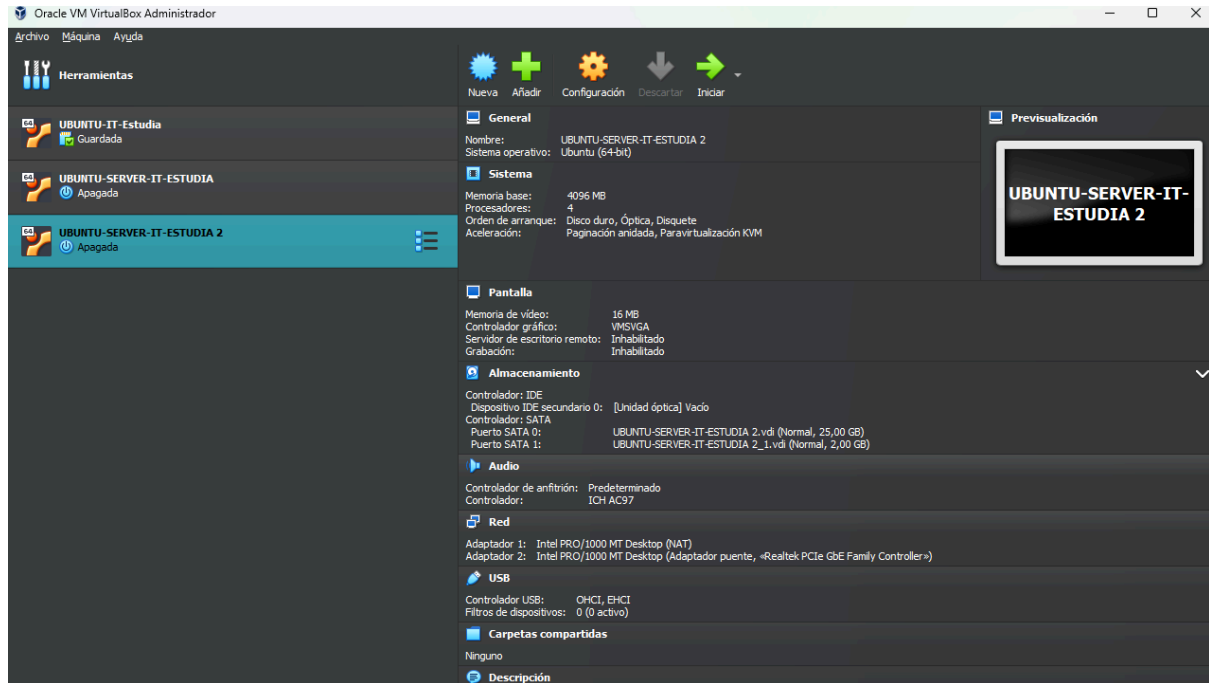 Oracle VM VirtualBox Administrador
Archivo Máquina Ayuda
Herramientas
Nueva Añadir Configuración Descartar Iniciar
64 UBUNTU-IT-Estudia
Guardada
64 UBUNTU-SERVER-IT-ESTUDIA
Apagada
64 UBUNTU-SERVER-IT-ESTUDIA 2
Apagada
General
Nombre: UBUNTU-SERVER-IT-ESTUDIA 2
Sistema operativo: Ubuntu (64-bit)
Sistema
Memoria base: 4096 MB
Procesadores: 4
Orden de arranque: Disco duro, Óptica, Disquete
Aceleración: Paginación anidada, Paravirtualización KVM
Previsualización
UBUNTU-SERVER-IT-
ESTUDIA 2
Pantalla
Memoria de vídeo: 16 MB
Controlador gráfico: VMSVGA
Servidor de escritorio remoto: Inhabilitado
Grabación: Inhabilitado
Almacenamiento
Controlador: IDE
Dispositivo IDE secundario 0: [Unidad óptica] Vacío
Controlador: SATA
Puerto SATA 0: UBUNTU-SERVER-IT-ESTUDIA 2.vdi (Normal, 25,00 GB)
Puerto SATA 1: UBUNTU-SERVER-IT-ESTUDIA 2_1.vdi (Normal, 2,00 GB)
Audio
Controlador de anfitrión: Predeterminado
Controlador: ICH AC97
Red
Adaptador 1: Intel PRO/1000 MT Desktop (NAT)
Adaptador 2: Intel PRO/1000 MT Desktop (Adaptador puente, «Realtek PCIe GbE Family Controller»)
USB
Controlador USB: OHCI, EHCI
Filtros de dispositivos: 0 (0 activo)
Carpetas compartidas
Ninguno
Descripción